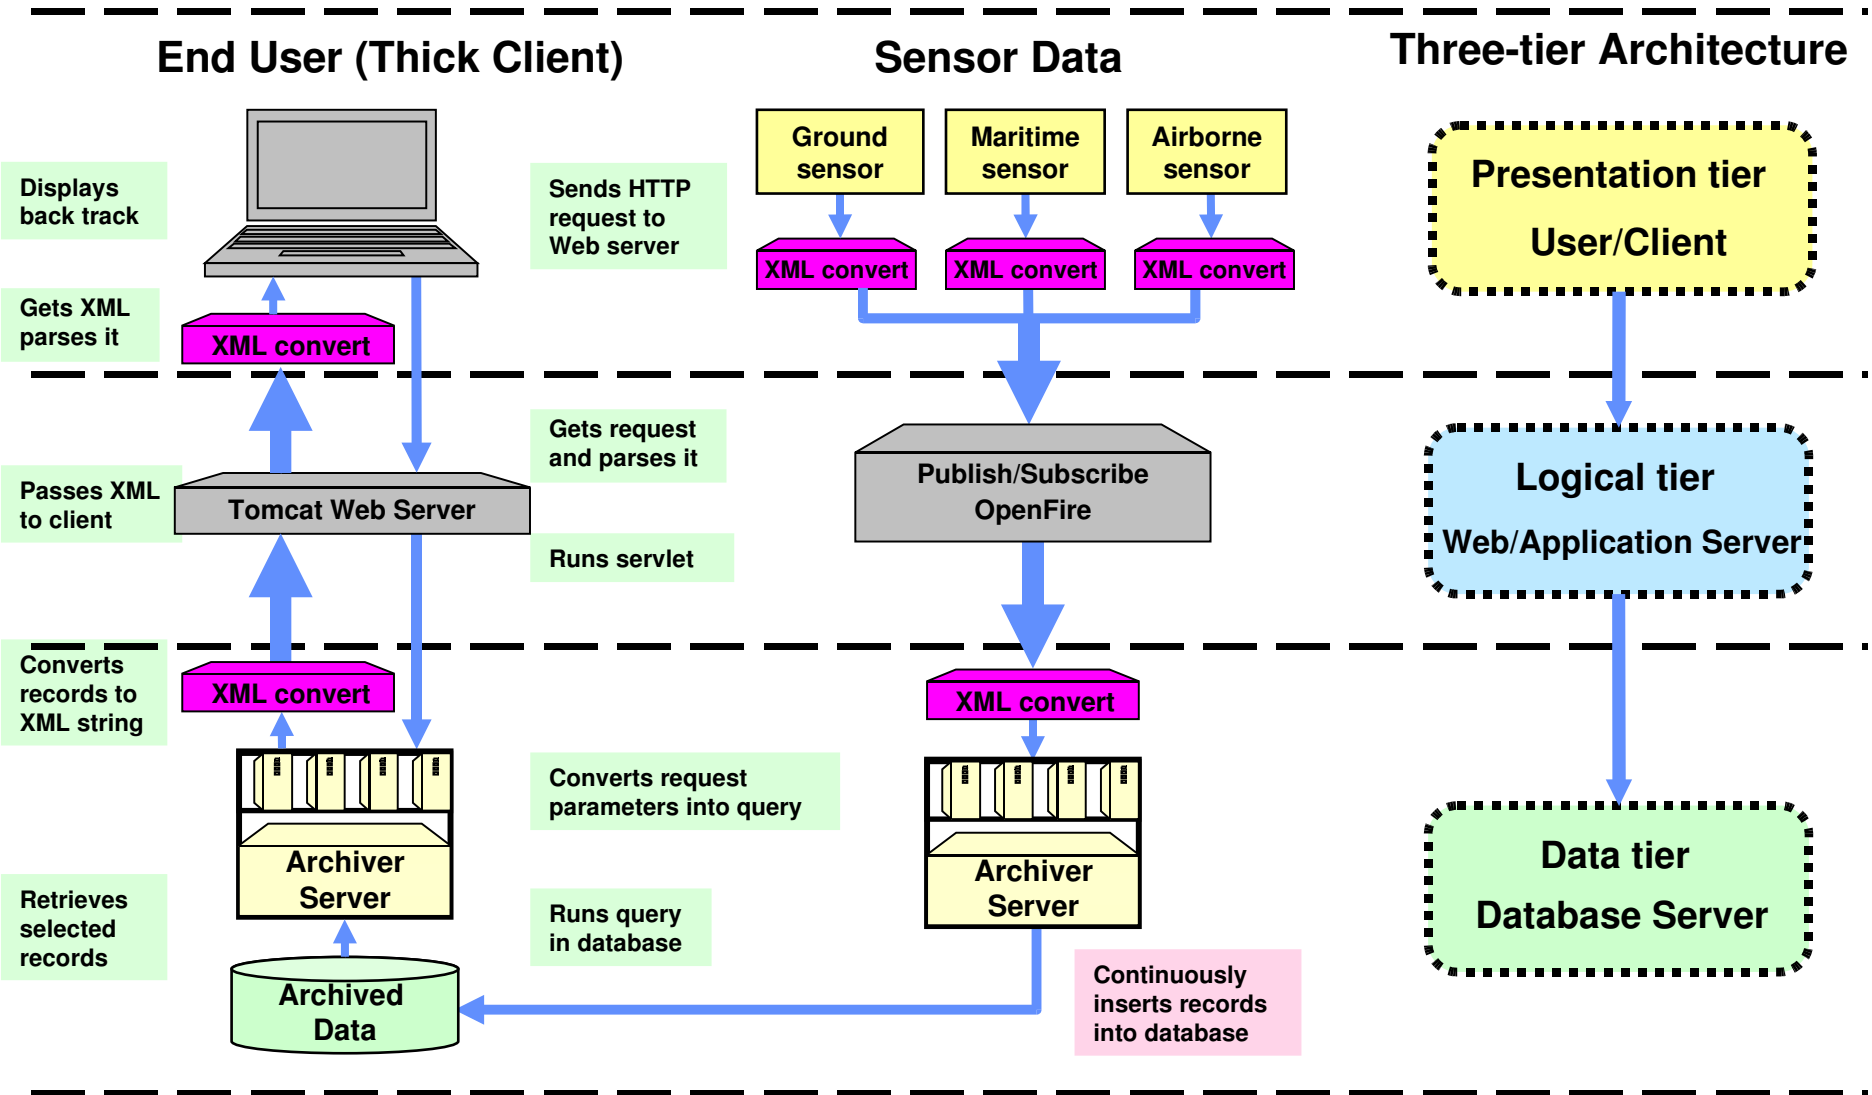 End User (Thick Client)
Sensor Data
Three-tier Architecture
Displays
back track
Sends HTTP
request to
Web server
Ground
sensor
Maritime
sensor
Airborne
sensor
Presentation tier
User/Client
Gets XML
parses it
XML convert
XML convert
XML convert
XML convert
Gets request
and parses it
Passes XML
to client
Tomcat Web Server
Runs servlet
Publish/Subscribe
OpenFire
Logical tier
Web/Application Server
Converts
records to
XML string
XML convert
XML convert
Converts request
parameters into query
Archiver
Server
Archiver
Server
Data tier
Database Server
Retrieves
selected
records
Runs query
in database
Archived
Data
Continuously
inserts records
into database